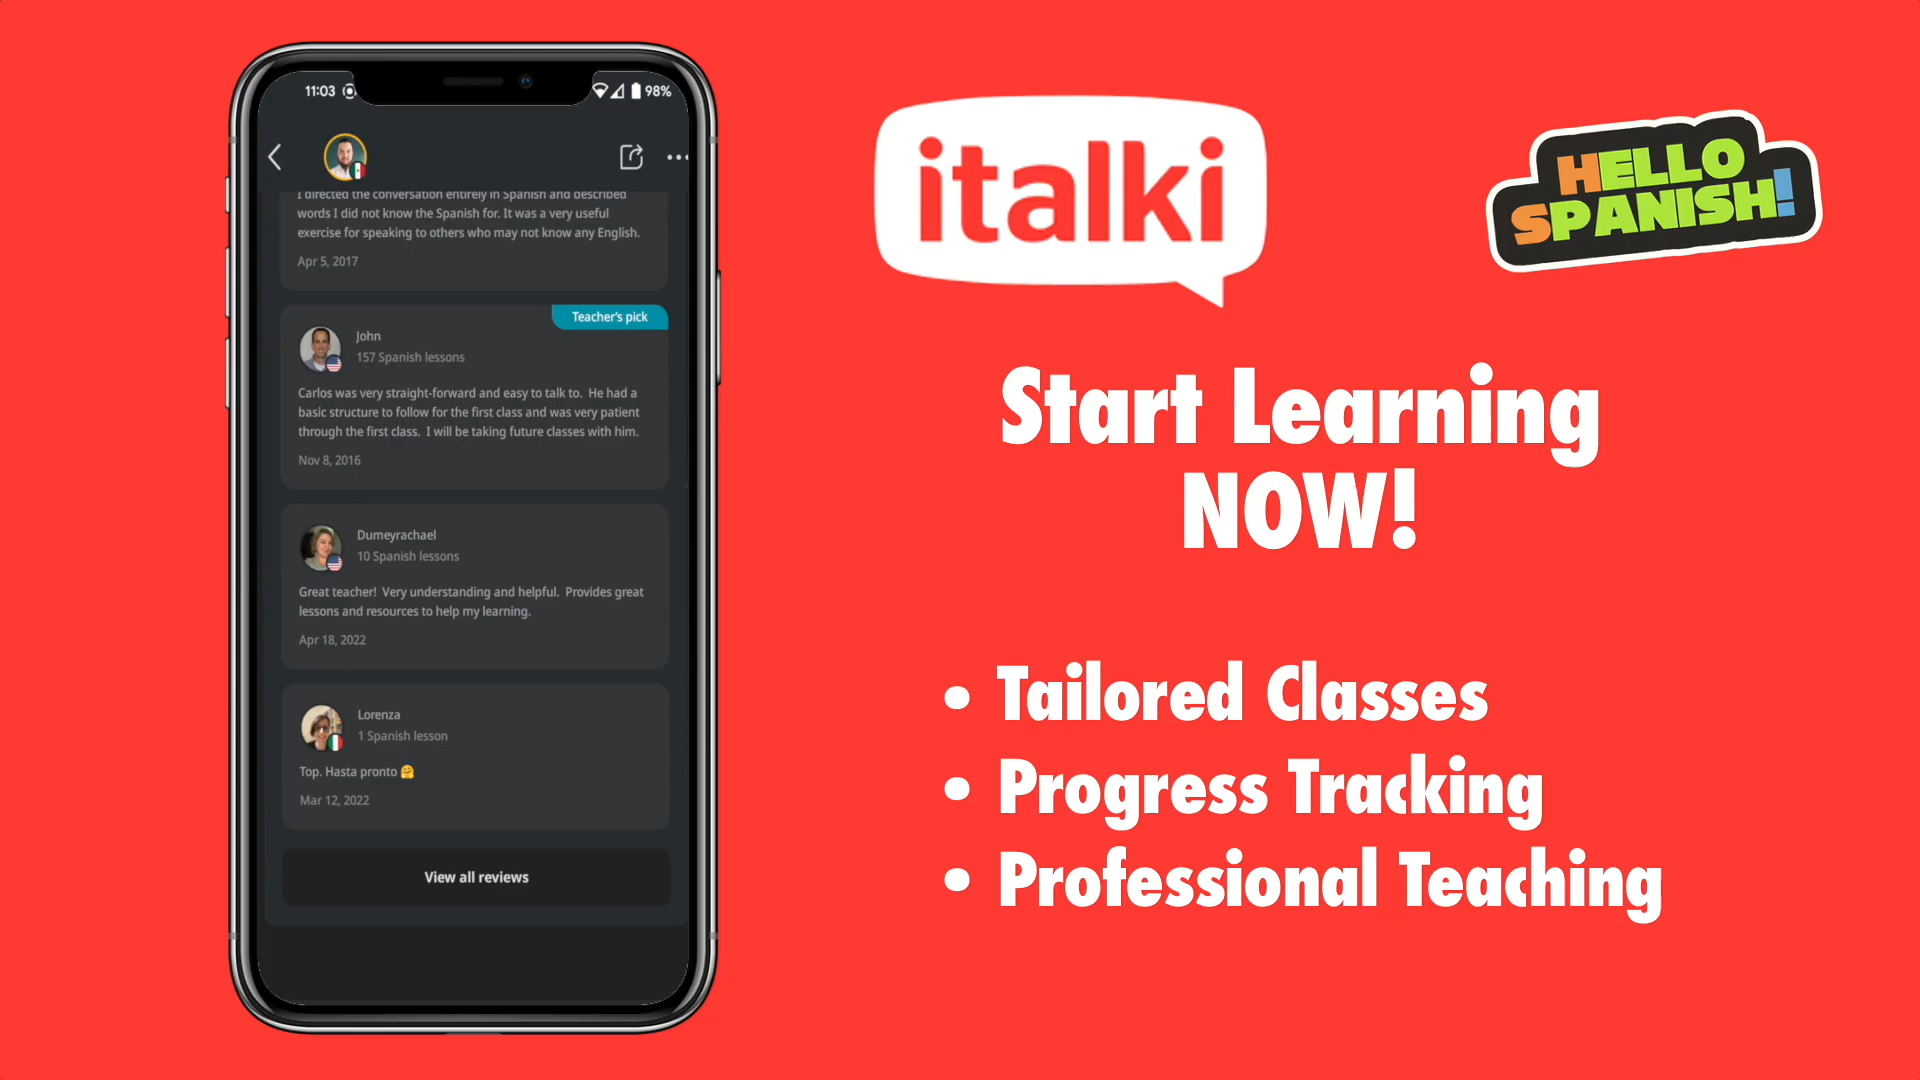 11:03
98%
I directed the conversation entirely in Spanish and described
words I did not know the Spanish for. It was a very useful
exercise for speaking to others who may not know any English.
Apr 5, 2017
Teacher's pick
John
157 Spanish lessons
Carlos was very straight-forward and easy to talk to. He had a
basic structure to follow for the first class and was very patient
through the first class. I will be taking future classes with him.
Nov 8, 2016
Dumeyrachael
10 Spanish lessons
Great teacher! Very understanding and helpful. Provides great
lessons and resources to help my learning.
Apr 18, 2022
Lorenza
1 Spanish lesson
Top. Hasta pronto 🤗
Mar 12, 2022
View all reviews
italki
HELLO
SPANISH!
Start Learning
NOW!
• Tailored Classes
• Progress Tracking
• Professional Teaching